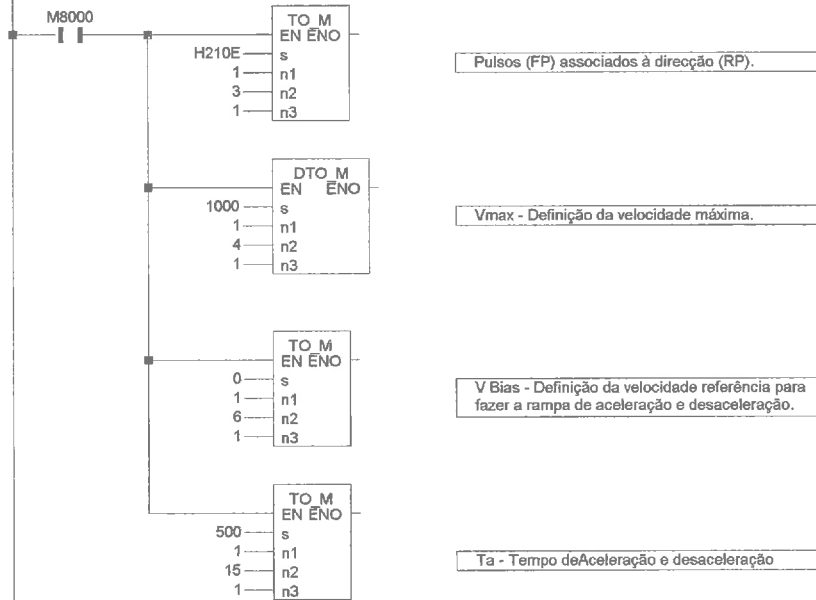 M8000
TO_M
EN ENO
H210E s
1 n1
3 n2
1 n3
Pulsos (FP) associados à direcção (RP).
DTO_M
EN ENO
1000 s
1 n1
4 n2
1 n3
Vmax - Definição da velocidade máxima.
TO_M
EN ENO
0 s
1 n1
6 n2
1 n3
V Bias - Definição da velocidade referência para
fazer a rampa de aceleração e desaceleração.
TO_M
EN ENO
500 s
1 n1
15 n2
1 n3
Ta - Tempo deAceleração e desaceleração